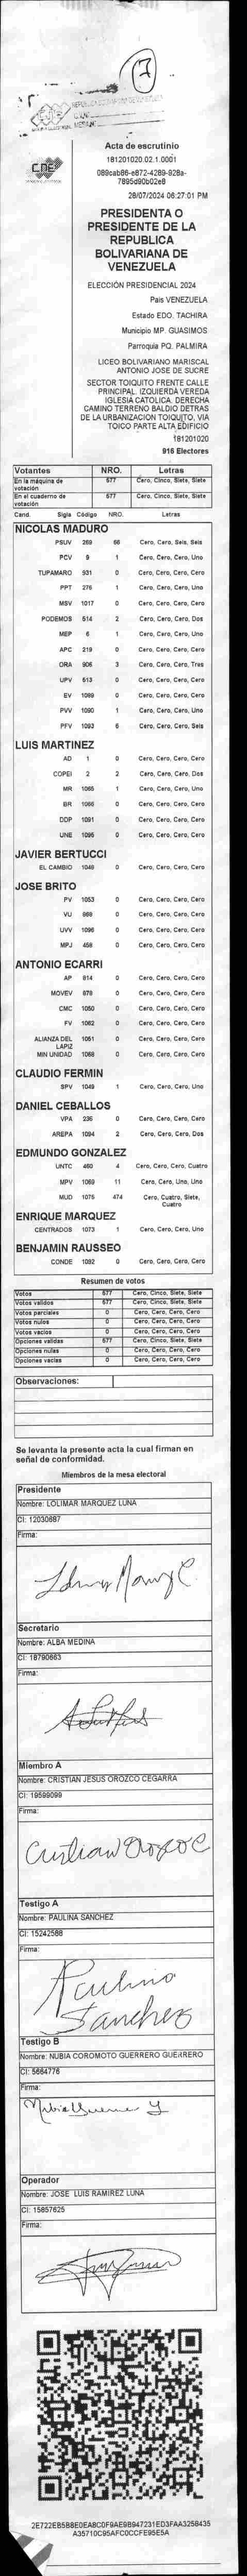 CNE
Acta de escrutinio
181201020.02.1.0001
089cab86-e872-4289-928a-
7895d90b02e8
28/07/2024 06:27:01 PM
PRESIDENTA O
PRESIDENTE DE LA
REPUBLICA
BOLIVARIANA DE
VENEZUELA
ELECCIÓN PRESIDENCIAL 2024
Pais VENEZUELA
Estado EDO. TACHIRA
Municipio MP. GUASIMOS
Parroquia PQ. PALMIRA
LICEO BOLIVARIANO MARISCAL
ANTONIO JOSE DE SUCRE
SECTOR TOIQUITO FRENTE CALLE
PRINCIPAL. IZQUIERDA VEREDA
IGLESIA CATOLICA. DERECHA
CAMINO TERRENO BALDIO DETRAS
DE LA URBANIZACION TOIQUITO, VIA
TOICO PARTE ALTA EDIFICIO
181201020
916 Electores
Votantes NRO. Letras
En la máquina de votación 577 Cero, Cinco, Siete, Siete
En el cuaderno de votación 577 Cero, Cinco, Siete, Siete
Cand. Sigla Código NRO. Letras
NICOLAS MADURO
PSUV 269 66 Cero, Cero, Seis, Seis
PCV 9 1 Cero, Cero, Cero, Uno
TUPAMARO 931 0 Cero, Cero, Cero, Cero
PPT 276 1 Cero, Cero, Cero, Uno
MSV 1017 0 Cero, Cero, Cero, Cero
PODEMOS 514 2 Cero, Cero, Cero, Dos
MEP 6 1 Cero, Cero, Cero, Uno
APC 219 0 Cero, Cero, Cero, Cero
ORA 906 3 Cero, Cero, Cero, Tres
UPV 513 0 Cero, Cero, Cero, Cero
EV 1089 0 Cero, Cero, Cero, Cero
PVV 1090 1 Cero, Cero, Cero, Uno
PFV 1093 6 Cero, Cero, Cero, Seis
LUIS MARTINEZ
AD 1 0 Cero, Cero, Cero, Cero
COPEI 2 2 Cero, Cero, Cero, Dos
MR 1065 1 Cero, Cero, Cero, Uno
BR 1066 0 Cero, Cero, Cero, Cero
DDP 1091 0 Cero, Cero, Cero, Cero
UNE 1095 0 Cero, Cero, Cero, Cero
JAVIER BERTUCCI
EL CAMBIO 1048 0 Cero, Cero, Cero, Cero
JOSE BRITO
PV 1053 0 Cero, Cero, Cero, Cero
VU 969 0 Cero, Cero, Cero, Cero
UVV 1096 0 Cero, Cero, Cero, Cero
MPJ 458 0 Cero, Cero, Cero, Cero
ANTONIO ECARRI
AP 914 0 Cero, Cero, Cero, Cero
MOVEV 979 0 Cero, Cero, Cero, Cero
CMC 1050 0 Cero, Cero, Cero, Cero
FV 1062 0 Cero, Cero, Cero, Cero
ALIANZA DEL LAPIZ 1051 0 Cero, Cero, Cero, Cero
MIN UNIDAD 1068 0 Cero, Cero, Cero, Cero
CLAUDIO FERMIN
SPV 1049 1 Cero, Cero, Cero, Uno
DANIEL CEBALLOS
VPA 236 0 Cero, Cero, Cero, Cero
AREPA 1094 2 Cero, Cero, Cero, Dos
EDMUNDO GONZALEZ
UNTC 460 4 Cero, Cero, Cero, Cuatro
MPV 1069 11 Cero, Cero, Uno, Uno
MUD 1075 474 Cero, Cuatro, Siete,
Cuatro
ENRIQUE MARQUEZ
CENTRADOS 1073 1 Cero, Cero, Cero, Uno
BENJAMIN RAUSSEO
CONDE 1082 0 Cero, Cero, Cero, Cero
Resumen de votos
Votos 577 Cero, Cinco, Siete, Siete
Votos validos 577 Cero, Cinco, Siete, Siete
Votos parciales 0 Cero, Cero, Cero, Cero
Votos nulos 0 Cero, Cero, Cero, Cero
Votos vacios 0 Cero, Cero, Cero, Cero
Opciones validas 577 Cero, Cinco, Siete, Siete
Opciones nulas 0 Cero, Cero, Cero, Cero
Opciones vacias 0 Cero, Cero, Cero, Cero
Observaciones:
Se levanta la presente acta la cual firman en
señal de conformidad.
Miembros de la mesa electoral
Presidente
Nombre: LOLIMAR MARQUEZ LUNA
CI: 12030687
Firma:
Secretario
Nombre: ALBA MEDINA
CI: 18790663
Firma:
Miembro A
Nombre: CRISTIAN JESUS OROZCO CEGARRA
CI: 19599099
Firma:
Cristian Orozco C
Testigo A
Nombre: PAULINA SANCHEZ
CI: 15242588
Firma:
Paulina
Sanchez
Testigo B
Nombre: NUBIA COROMOTO GUERRERO GUERRERO
CI: 5664776
Firma:
Operador
Nombre: JOSE LUIS RAMIREZ LUNA
CI: 15857625
Firma:
2E722EB5B8E0EA8C0F9AE9B947231ED3FAA3258435
A35710C95AFC0CCFE95E5A